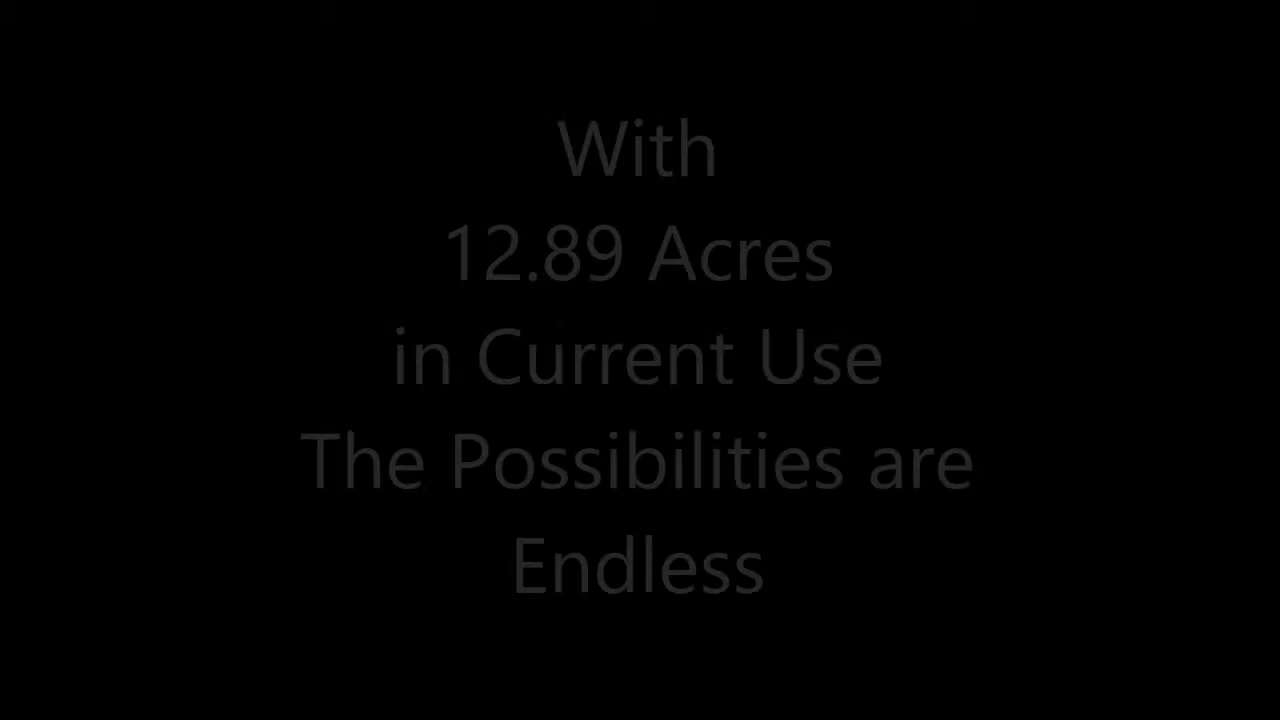 With
12.89 Acres
in Current Use
The Possibilities are
Endless